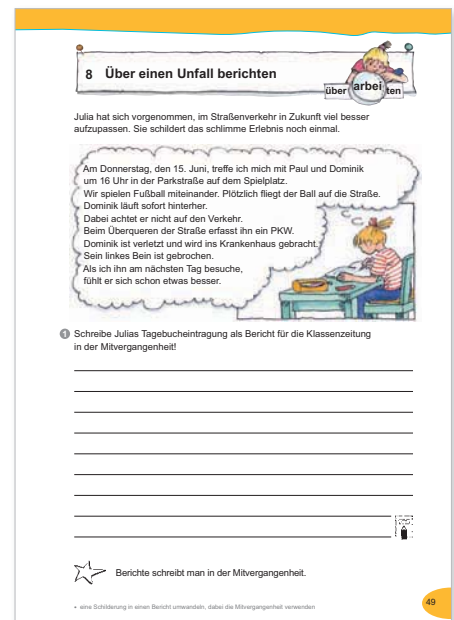 8 Über einen Unfall berichten
über arbei ten
Julia hat sich vorgenommen, im Straßenverkehr in Zukunft viel besser
aufzupassen. Sie schildert das schlimme Erlebnis noch einmal.
Am Donnerstag, den 15. Juni, treffe ich mich mit Paul und Dominik
um 16 Uhr in der Parkstraße auf dem Spielplatz.
Wir spielen Fußball miteinander. Plötzlich fliegt der Ball auf die Straße.
Dominik läuft sofort hinterher.
Dabei achtet er nicht auf den Verkehr.
Beim Überqueren der Straße erfasst ihn ein PKW.
Dominik ist verletzt und wird ins Krankenhaus gebracht.
Sein linkes Bein ist gebrochen.
Als ich ihn am nächsten Tag besuche,
fühlt er sich schon etwas besser.
1 Schreibe Julias Tagebucheintragung als Bericht für die Klassenzeitung
in der Mitvergangenheit!
Berichte schreibt man in der Mitvergangenheit.
• eine Schilderung in einen Bericht umwandeln, dabei die Mitvergangenheit verwenden
49